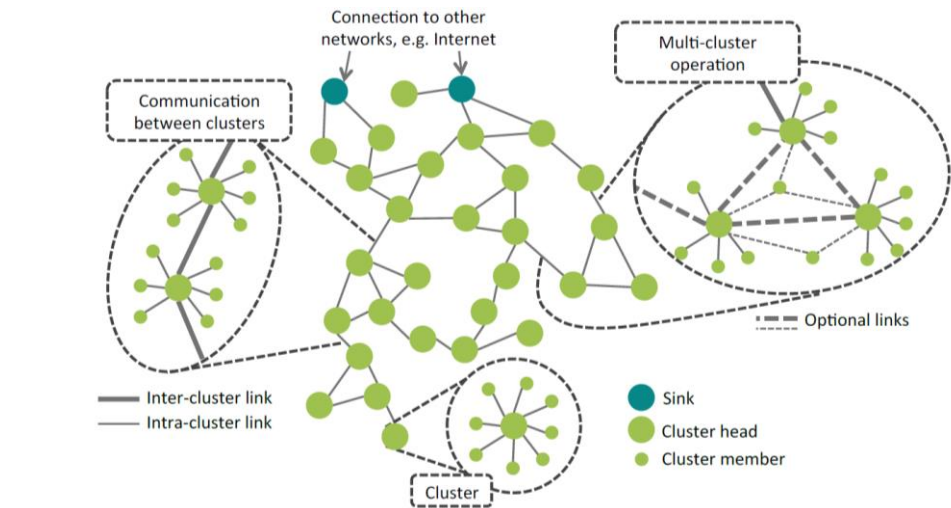 Connection to other
networks, e.g. Internet
Multi-cluster
operation
Communication
between clusters
Optional links
Inter-cluster link
Intra-cluster link
Sink
Cluster head
Cluster member
Cluster